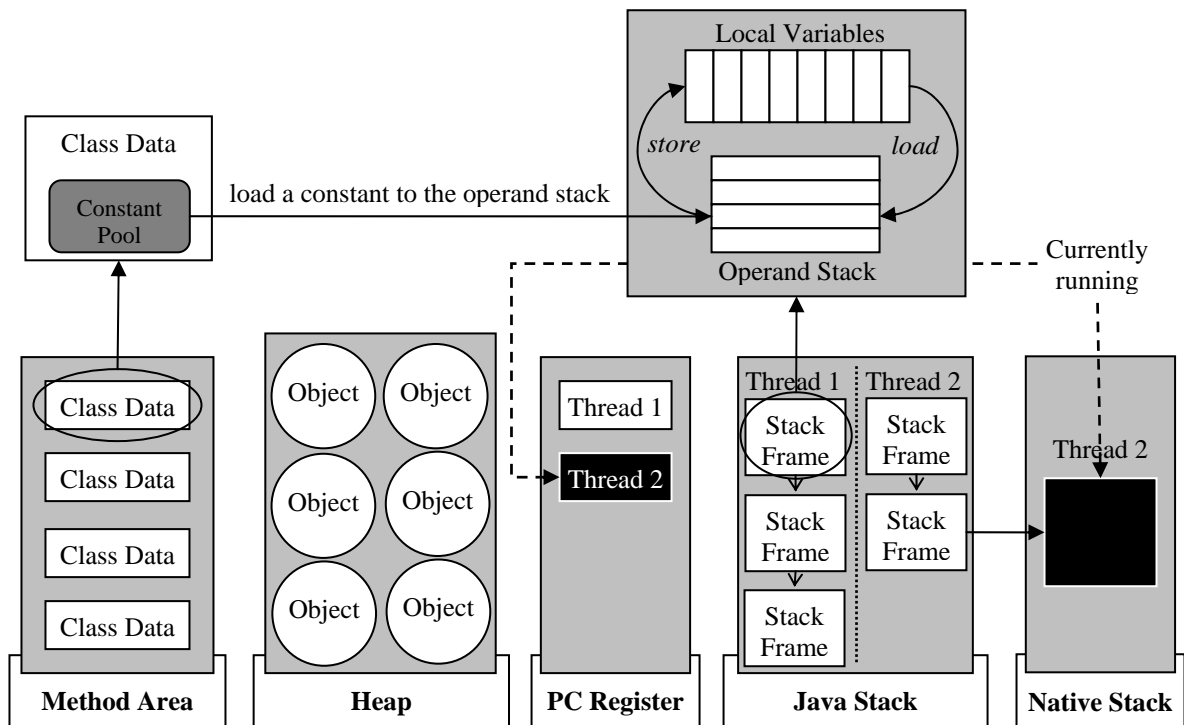 Local Variables
store
load
Operand Stack
Class Data
Constant
Pool
load a constant to the operand stack
Currently
running
Class Data
Class Data
Class Data
Class Data
Method Area
Object
Object
Object
Object
Object
Object
Heap
Thread 1
Thread 2
PC Register
Thread 1
Stack
Frame
Stack
Frame
Stack
Frame
Thread 2
Stack
Frame
Stack
Frame
Java Stack
Thread 2
Native Stack